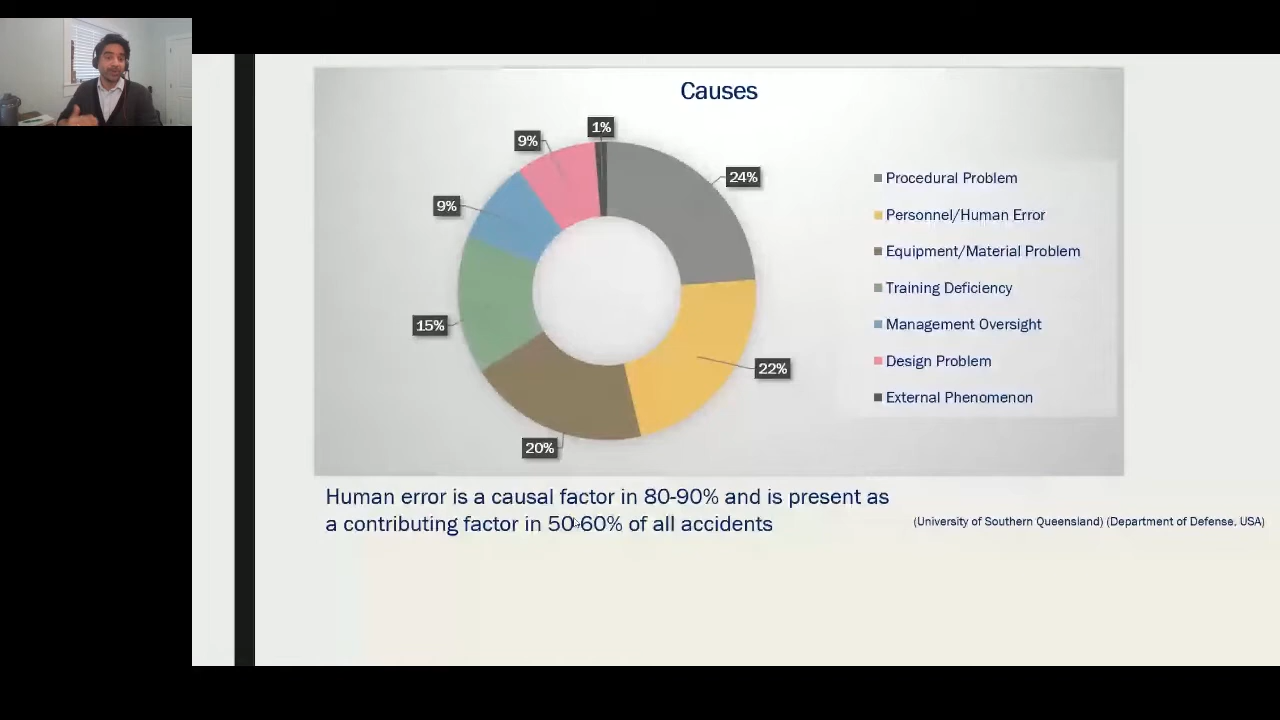 Causes
1%
9%
24%
9%
15%
22%
20%
Procedural Problem
Personnel/Human Error
Equipment/Material Problem
Training Deficiency
Management Oversight
Design Problem
External Phenomenon
Human error is a causal factor in 80-90% and is present as
a contributing factor in 50-60% of all accidents
(University of Southern Queensland) (Department of Defense, USA)